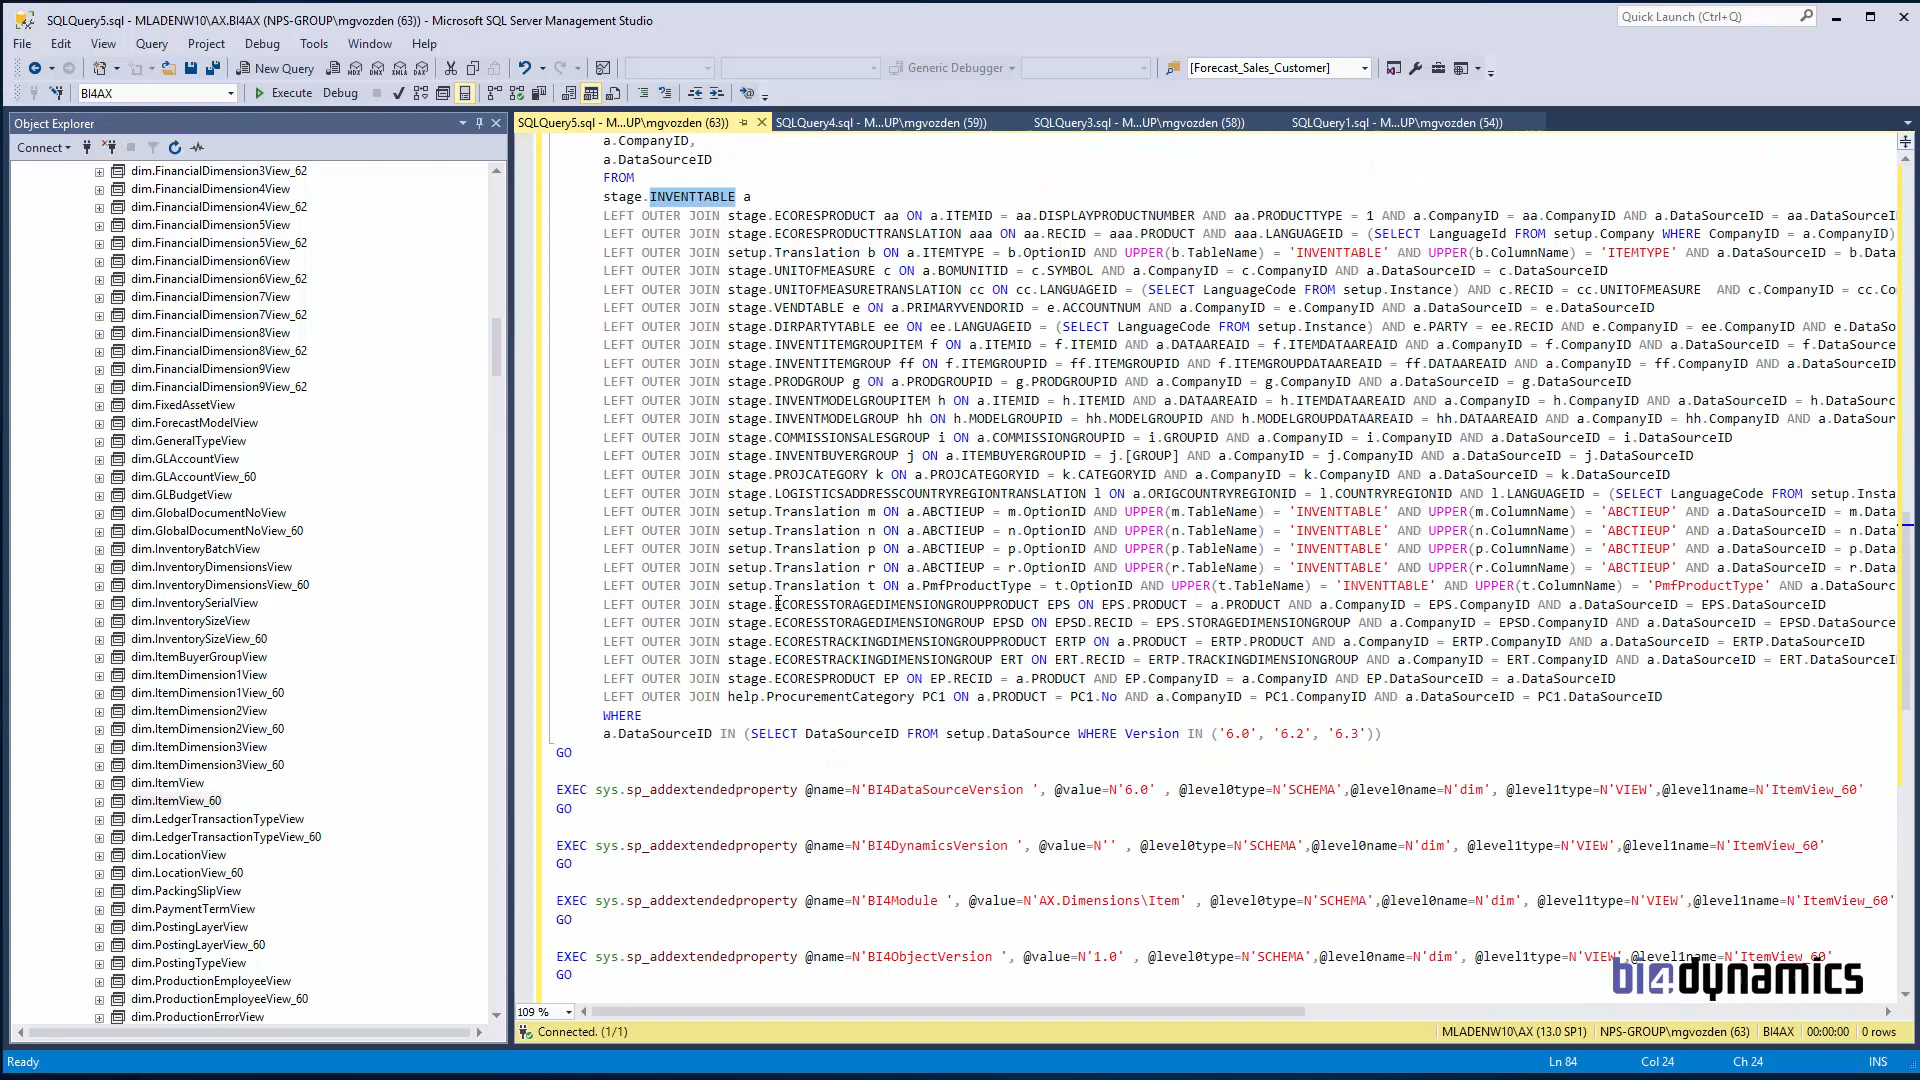 SQLQuery5.sql - MLADENW10\AX.BI4AX (NPS-GROUP\mgvozden (63)) - Microsoft SQL Server Management Studio
Quick Launch (Ctrl+Q)
File Edit View Query Project Debug Tools Window Help
New Query
Generic Debugger
[Forecast_Sales_Customer]
BI4AX
Execute Debug
Object Explorer
Connect
dim.FinancialDimension3View_62
dim.FinancialDimension4View
dim.FinancialDimension4View_62
dim.FinancialDimension5View
dim.FinancialDimension5View_62
dim.FinancialDimension6View
dim.FinancialDimension6View_62
dim.FinancialDimension7View
dim.FinancialDimension7View_62
dim.FinancialDimension8View
dim.FinancialDimension8View_62
dim.FinancialDimension9View
dim.FinancialDimension9View_62
dim.FixedAssetView
dim.ForecastModelView
dim.GeneralTypeView
dim.GLAccountView
dim.GLAccountView_60
dim.GLBudgetView
dim.GlobalDocumentNoView
dim.GlobalDocumentNoView_60
dim.InventoryBatchView
dim.InventoryDimensionsView
dim.InventoryDimensionsView_60
dim.InventorySerialView
dim.InventorySizeView
dim.InventorySizeView_60
dim.ItemBuyerGroupView
dim.ItemDimension1View
dim.ItemDimension1View_60
dim.ItemDimension2View
dim.ItemDimension2View_60
dim.ItemDimension3View
dim.ItemDimension3View_60
dim.ItemView
dim.ItemView_60
dim.LedgerTransactionTypeView
dim.LedgerTransactionTypeView_60
dim.LocationView
dim.LocationView_60
dim.PackingSlipView
dim.PaymentTermView
dim.PostingLayerView
dim.PostingLayerView_60
dim.PostingTypeView
dim.ProductionEmployeeView
dim.ProductionEmployeeView_60
dim.ProductionErrorView
SQLQuery5.sql - M...UP\mgvozden (63)) SQLQuery4.sql - M...UP\mgvozden (59)) SQLQuery3.sql - M...UP\mgvozden (58)) SQLQuery1.sql - M...UP\mgvozden (54))
a.CompanyID,
a.DataSourceID
FROM
stage.INVENTTABLE a
LEFT OUTER JOIN stage.ECORESPRODUCT aa ON a.ITEMID = aa.DISPLAYPRODUCTNUMBER AND aa.PRODUCTTYPE = 1 AND a.CompanyID = aa.CompanyID AND a.DataSourceID = aa.DataSourceI
LEFT OUTER JOIN stage.ECORESPRODUCTTRANSLATION aaa ON aa.RECID = aaa.PRODUCT AND aaa.LANGUAGEID = (SELECT LanguageId FROM setup.Company WHERE CompanyID = a.CompanyID)
LEFT OUTER JOIN setup.Translation b ON a.ITEMTYPE = b.OptionID AND UPPER(b.TableName) = 'INVENTTABLE' AND UPPER(b.ColumnName) = 'ITEMTYPE' AND a.DataSourceID = b.Data
LEFT OUTER JOIN stage.UNITOFMEASURE c ON a.BOMUNITID = c.SYMBOL AND a.CompanyID = c.CompanyID AND a.DataSourceID = c.DataSourceID
LEFT OUTER JOIN stage.UNITOFMEASURETRANSLATION cc ON cc.LANGUAGEID = (SELECT LanguageCode FROM setup.Instance) AND c.RECID = cc.UNITOFMEASURE AND c.CompanyID = cc.Co
LEFT OUTER JOIN stage.VENDTABLE e ON a.PRIMARYVENDORID = e.ACCOUNTNUM AND a.CompanyID = e.CompanyID AND a.DataSourceID = e.DataSourceID
LEFT OUTER JOIN stage.DIRPARTYTABLE ee ON ee.LANGUAGEID = (SELECT LanguageCode FROM setup.Instance) AND e.PARTY = ee.RECID AND e.CompanyID = ee.CompanyID AND e.DataSo
LEFT OUTER JOIN stage.INVENTITEMGROUPITEM f ON a.ITEMID = f.ITEMID AND a.DATAAREAID = f.ITEMDATAAREAID AND a.CompanyID = f.CompanyID AND a.DataSourceID = f.DataSourc
LEFT OUTER JOIN stage.INVENTITEMGROUP ff ON f.ITEMGROUPID = ff.ITEMGROUPID AND f.ITEMGROUPDATAAREAID = ff.DATAAREAID AND a.CompanyID = ff.CompanyID AND a.DataSourceI
LEFT OUTER JOIN stage.PRODGROUP g ON a.PRODGROUPID = g.PRODGROUPID AND a.CompanyID = g.CompanyID AND a.DataSourceID = g.DataSourceID
LEFT OUTER JOIN stage.INVENTMODELGROUPITEM h ON a.ITEMID = h.ITEMID AND a.DATAAREAID = h.ITEMDATAAREAID AND a.CompanyID = h.CompanyID AND a.DataSourceID = h.DataSourc
LEFT OUTER JOIN stage.INVENTMODELGROUP hh ON h.MODELGROUPID = hh.MODELGROUPID AND h.MODELGROUPDATAAREAID = hh.DATAAREAID AND a.CompanyID = hh.CompanyID AND a.DataSour
LEFT OUTER JOIN stage.COMMISSIONSALESGROUP i ON a.COMMISSIONGROUPID = i.GROUPID AND a.CompanyID = i.CompanyID AND a.DataSourceID = i.DataSourceID
LEFT OUTER JOIN stage.INVENTBUYERGROUP j ON a.ITEMBUYERGROUPID = j.[GROUP] AND a.CompanyID = j.CompanyID AND a.DataSourceID = j.DataSourceID
LEFT OUTER JOIN stage.PROJCATEGORY k ON a.PROJCATEGORYID = k.CATEGORYID AND a.CompanyID = k.CompanyID AND a.DataSourceID = k.DataSourceID
LEFT OUTER JOIN stage.LOGISTICSADDRESSCOUNTRYREGIONTRANSLATION l ON a.ORIGCOUNTRYREGIONID = l.COUNTRYREGIONID AND l.LANGUAGEID = (SELECT LanguageCode FROM setup.Insta
LEFT OUTER JOIN setup.Translation m ON a.ABCTIEUP = m.OptionID AND UPPER(m.TableName) = 'INVENTTABLE' AND UPPER(m.ColumnName) = 'ABCTIEUP' AND a.DataSourceID = m.Data
LEFT OUTER JOIN setup.Translation n ON a.ABCTIEUP = n.OptionID AND UPPER(n.TableName) = 'INVENTTABLE' AND UPPER(n.ColumnName) = 'ABCTIEUP' AND a.DataSourceID = n.Data
LEFT OUTER JOIN setup.Translation p ON a.ABCTIEUP = p.OptionID AND UPPER(p.TableName) = 'INVENTTABLE' AND UPPER(p.ColumnName) = 'ABCTIEUP' AND a.DataSourceID = p.Data
LEFT OUTER JOIN setup.Translation r ON a.ABCTIEUP = r.OptionID AND UPPER(r.TableName) = 'INVENTTABLE' AND UPPER(r.ColumnName) = 'ABCTIEUP' AND a.DataSourceID = r.Data
LEFT OUTER JOIN setup.Translation t ON a.PmfProductType = t.OptionID AND UPPER(t.TableName) = 'INVENTTABLE' AND UPPER(t.ColumnName) = 'PmfProductType' AND a.DataSourc
LEFT OUTER JOIN stage.ECORESSTORAGEDIMENSIONGROUPPRODUCT EPS ON EPS.PRODUCT = a.PRODUCT AND a.CompanyID = EPS.CompanyID AND a.DataSourceID = EPS.DataSourceID
LEFT OUTER JOIN stage.ECORESSTORAGEDIMENSIONGROUP EPSD ON EPSD.RECID = EPS.STORAGEDIMENSIONGROUP AND a.CompanyID = EPSD.CompanyID AND a.DataSourceID = EPSD.DataSource
LEFT OUTER JOIN stage.ECORESTRACKINGDIMENSIONGROUPPRODUCT ERTP ON a.PRODUCT = ERTP.PRODUCT AND a.CompanyID = ERTP.CompanyID AND a.DataSourceID = ERTP.DataSourceID
LEFT OUTER JOIN stage.ECORESTRACKINGDIMENSIONGROUP ERT ON ERT.RECID = ERTP.TRACKINGDIMENSIONGROUP AND a.CompanyID = ERT.CompanyID AND a.DataSourceID = ERT.DataSourceI
LEFT OUTER JOIN stage.ECORESPRODUCT EP ON EP.RECID = a.PRODUCT AND EP.CompanyID = a.CompanyID AND EP.DataSourceID = a.DataSourceID
LEFT OUTER JOIN help.ProcurementCategory PC1 ON a.PRODUCT = PC1.No AND a.CompanyID = PC1.CompanyID AND a.DataSourceID = PC1.DataSourceID
WHERE
a.DataSourceID IN (SELECT DataSourceID FROM setup.DataSource WHERE Version IN ('6.0', '6.2', '6.3'))
GO
EXEC sys.sp_addextendedproperty @name=N'BI4DataSourceVersion ', @value=N'6.0' , @level0type=N'SCHEMA',@level0name=N'dim', @level1type=N'VIEW',@level1name=N'ItemView_60'
GO
EXEC sys.sp_addextendedproperty @name=N'BI4DynamicsVersion ', @value=N'' , @level0type=N'SCHEMA',@level0name=N'dim', @level1type=N'VIEW',@level1name=N'ItemView_60'
GO
EXEC sys.sp_addextendedproperty @name=N'BI4Module ', @value=N'AX.Dimensions\Item' , @level0type=N'SCHEMA',@level0name=N'dim', @level1type=N'VIEW',@level1name=N'ItemView_60'
GO
EXEC sys.sp_addextendedproperty @name=N'BI4ObjectVersion ', @value=N'1.0' , @level0type=N'SCHEMA',@level0name=N'dim', @level1type=N'VIEW',@level1name=N'ItemView_60'
GO
bi4dynamics
109 %
Connected. (1/1)
MLADENW10\AX (13.0 SP1) NPS-GROUP\mgvozden (63) BI4AX 00:00:00 0 rows
Ready
Ln 84 Col 24 Ch 24 INS